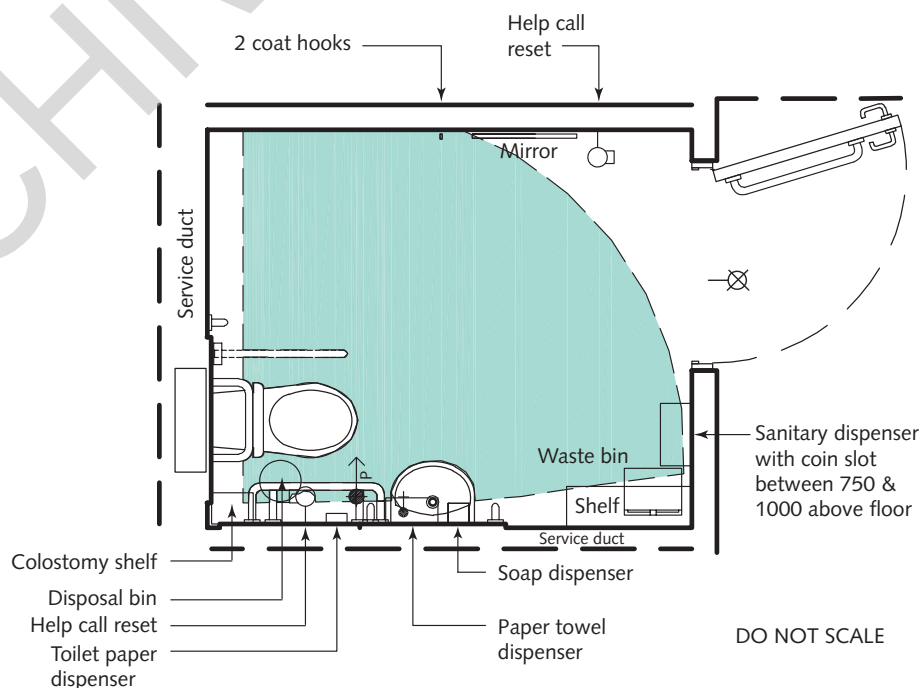 2 coat hooks
Help call
reset
Mirror
Service duct
Sanitary dispenser
with coin slot
between 750 &
1000 above floor
Waste bin
Shelf
P
Service duct
Colostomy shelf
Disposal bin
Help call reset
Toilet paper
dispenser
Soap dispenser
Paper towel
dispenser
DO NOT SCALE
CHI